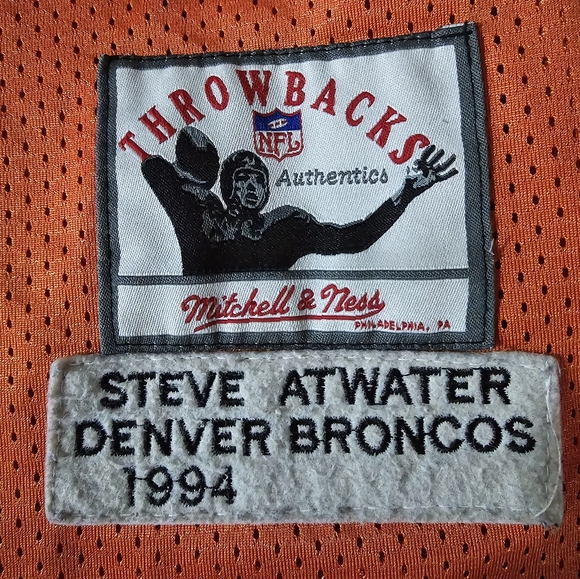 THROWBACKS
NFL
Authentics
Mitchell & Ness
PHILADELPHIA, PA
STEVE ATWATER
DENVER BRONCOS
1994